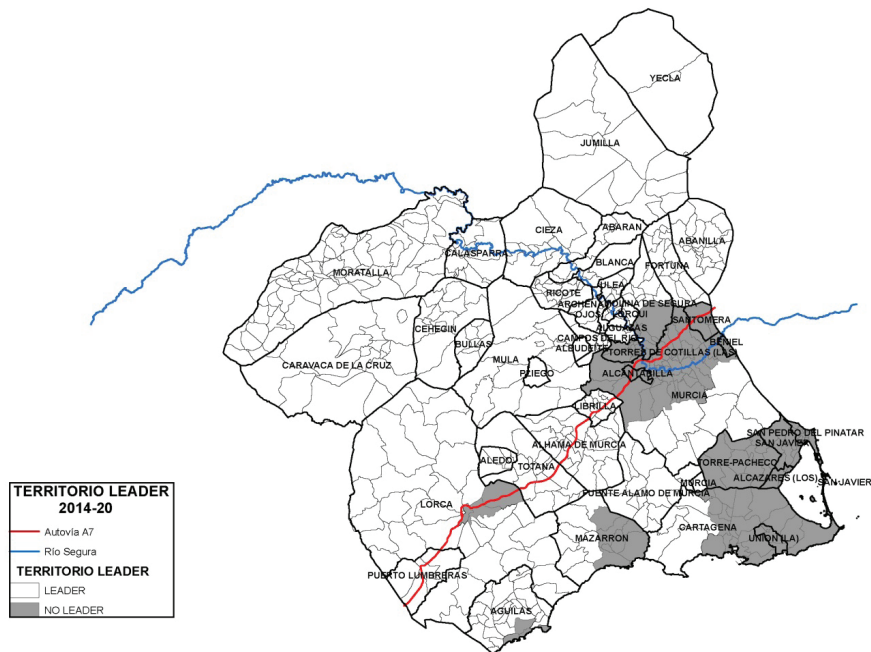 YECLA
JUMILLA
CIEZA
ABARAN
ABANILLA
CALASPARRA
BLANCA
FORTUNA
MORATALLA
ULEA
RICOTE
ARCHENA
MOLINA DE SEGURA
OJOS
LORQUI
SANTOMERA
CEHEGIN
ALGUAZAS
CAMPOS DEL RIO
BENIEL
BULLAS
ALBUDEITE
TORRES DE COTILLAS (LAS)
MULA
CARAVACA DE LA CRUZ
PLIEGO
ALCANTARILLA
MURCIA
LIBRILLA
SAN PEDRO DEL PINATAR
SAN JAVIER
ALHAMA DE MURCIA
ALEDO
TOTANA
TORRE-PACHECO
ALCAZARES (LOS)
SAN JAVIER
MURCIA
FUENTE ALAMO DE MURCIA
LORCA
CARTAGENA
MAZARRON
UNION (LA)
PUERTO LUMBRERAS
AGUILAS
TERRITORIO LEADER
2014-20
Autovía A7
Río Segura
TERRITORIO LEADER
LEADER
NO LEADER